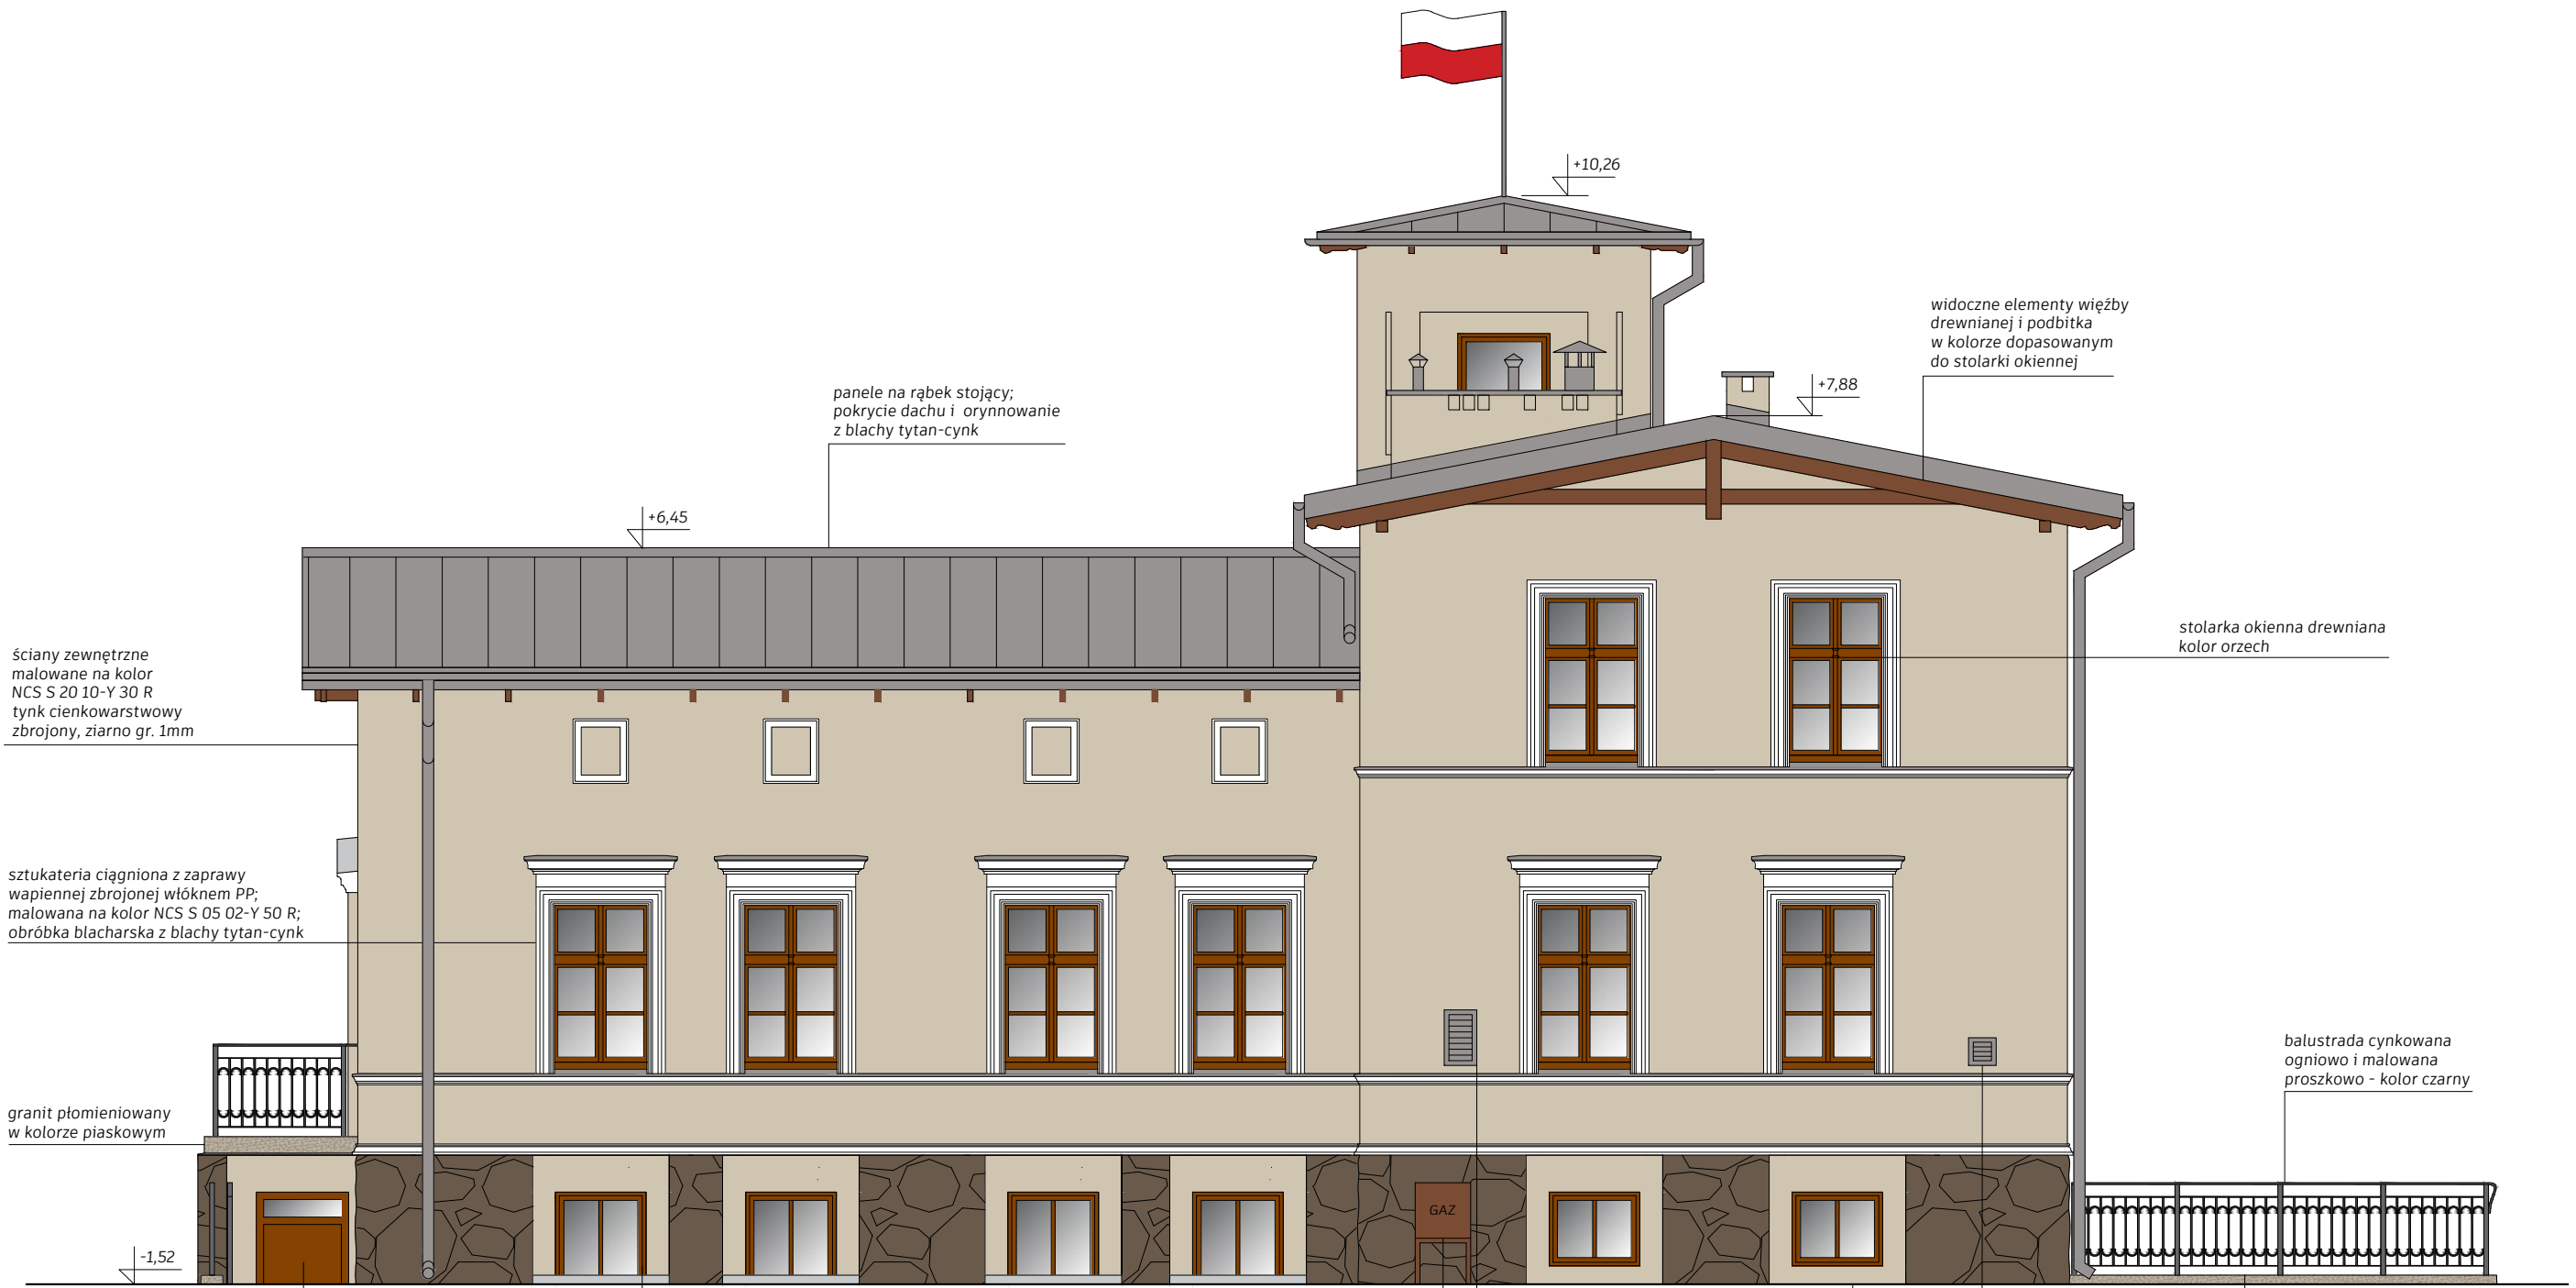 +10,26
widoczne elementy więźby
drewnianej i podbitka
w kolorze dopasowanym
do stolarki okiennej
+7,88
panele na rąbek stojący;
pokrycie dachu i orynnowanie
z blachy tytan-cynk
+6,45
stolarka okienna drewniana
kolor orzech
ściany zewnętrzne
malowane na kolor
NCS S 20 10-Y 30 R
tynk cienkowarstwowy
zbrojony, ziarno gr. 1mm
sztukateria ciągniona z zaprawy
wapiennej zbrojonej włóknem PP;
malowana na kolor NCS S 05 02-Y 50 R;
obróbka blacharska z blachy tytan-cynk
balustrada cynkowana
ogniowo i malowana
proszkowo - kolor czarny
granit płomieniowany
w kolorze piaskowym
GAZ
-1,52